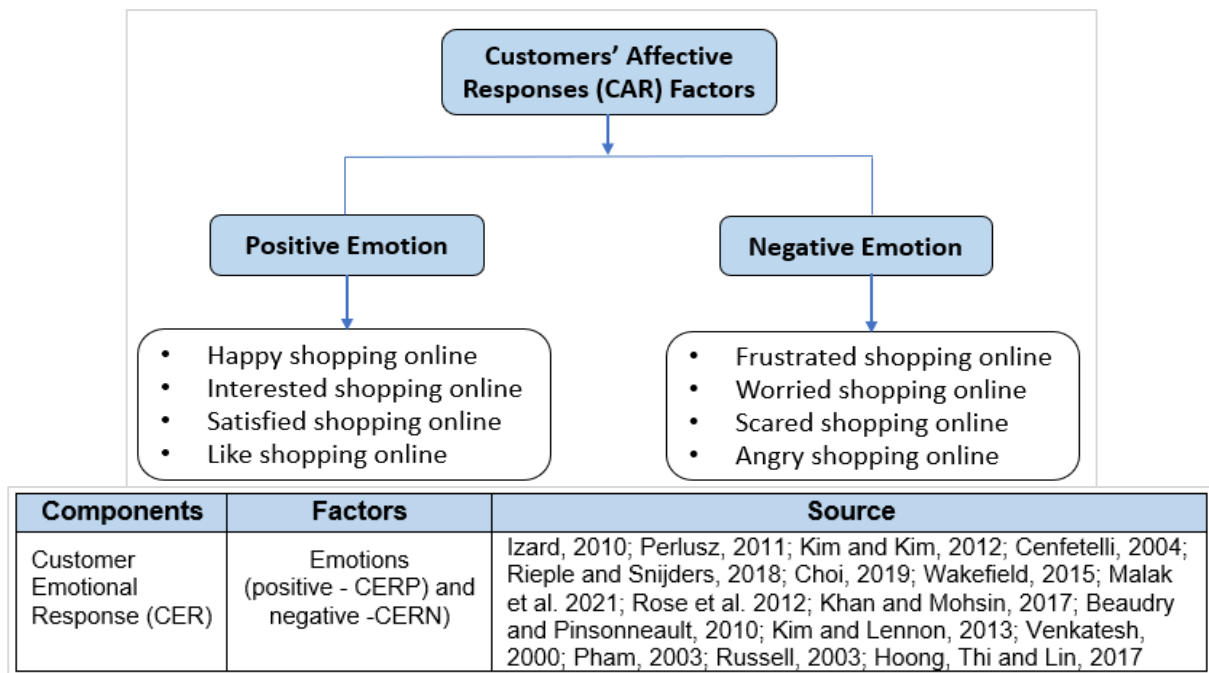 Customers’ Affective
Responses (CAR) Factors
Positive Emotion
Negative Emotion
• Happy shopping online
• Interested shopping online
• Satisfied shopping online
• Like shopping online
• Frustrated shopping online
• Worried shopping online
• Scared shopping online
• Angry shopping online
Components
Factors
Source
Customer
Emotional
Response (CER)
Emotions
(positive - CERP) and
negative -CERN)
Izard, 2010; Perlusz, 2011; Kim and Kim, 2012; Cenfetelli, 2004;
Rieple and Snijders, 2018; Choi, 2019; Wakefield, 2015; Malak
et al. 2021; Rose et al. 2012; Khan and Mohsin, 2017; Beaudry
and Pinsonneault, 2010; Kim and Lennon, 2013; Venkatesh,
2000; Pham, 2003; Russell, 2003; Hoong, Thi and Lin, 2017